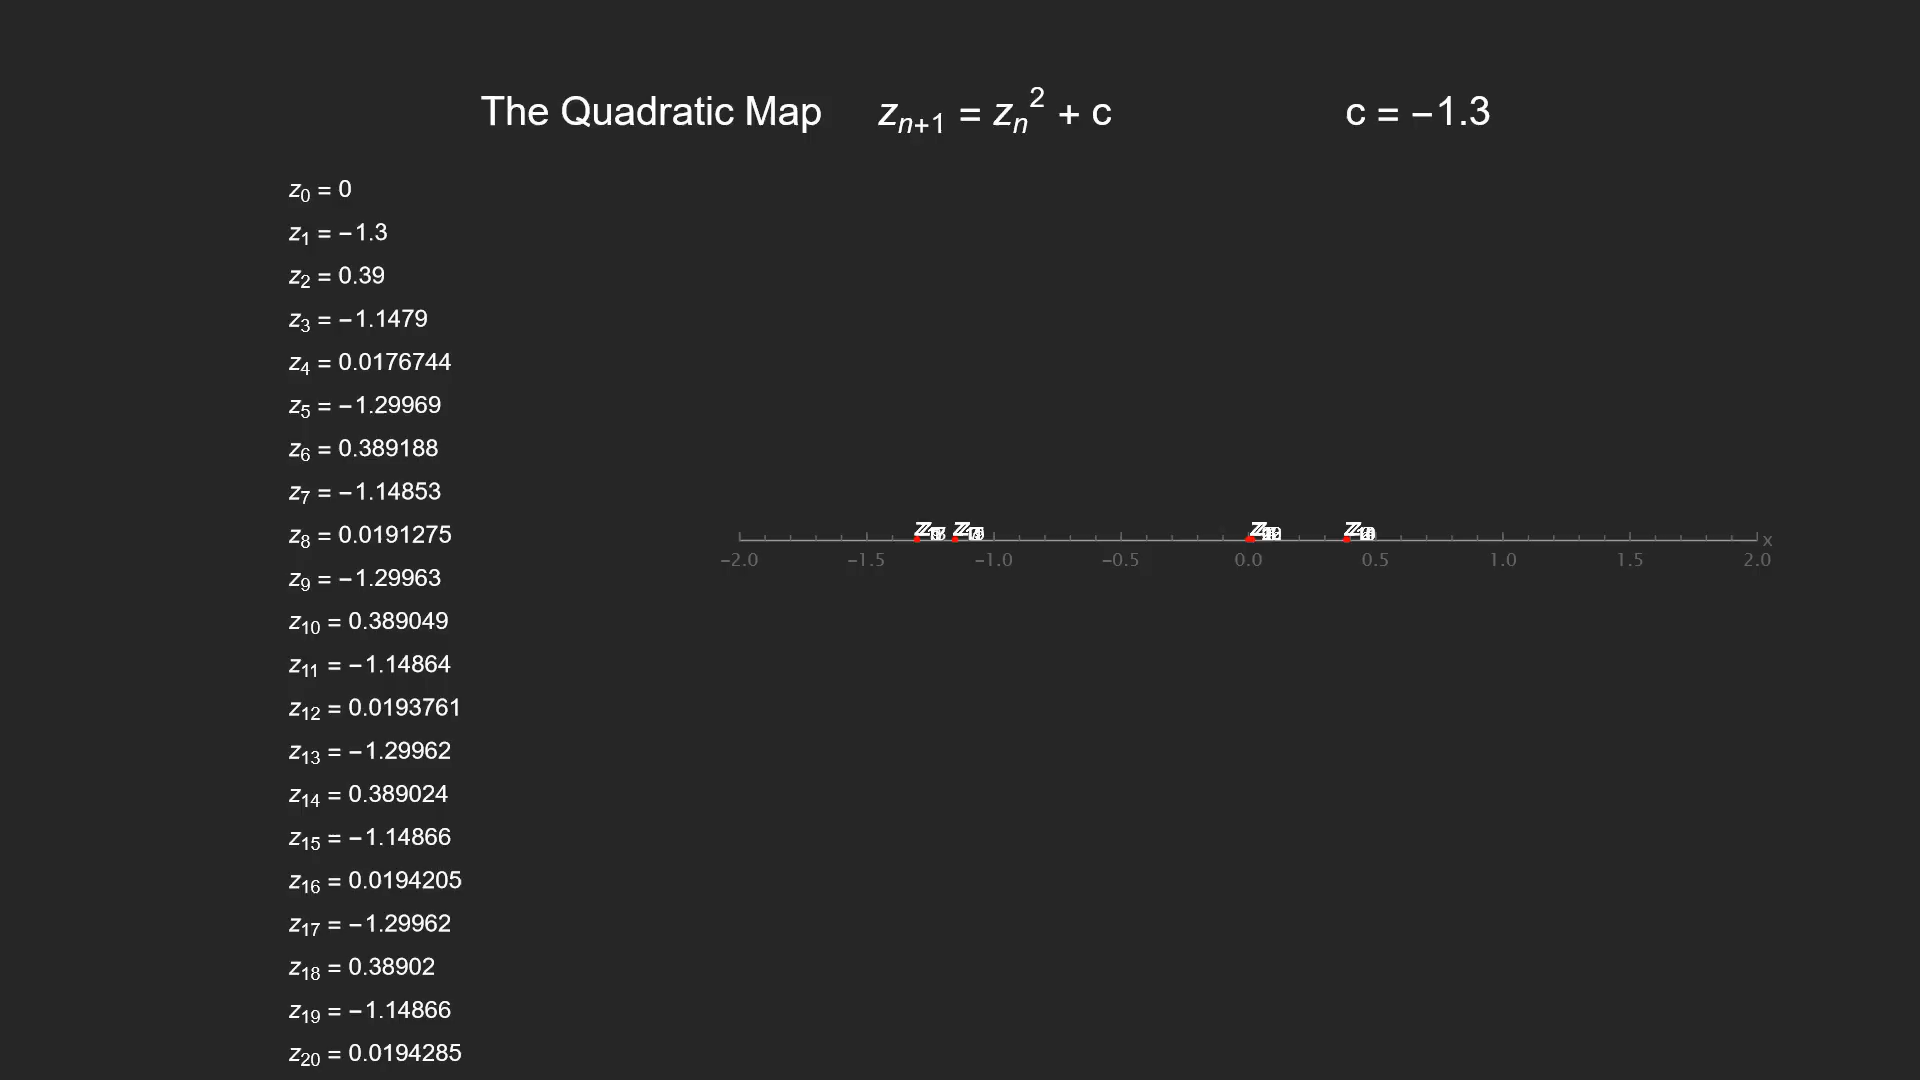 The Quadratic Map zₙ₊₁ = zₙ² + c c = −1.3
z₀ = 0
z₁ = −1.3
z₂ = 0.39
z₃ = −1.1479
z₄ = 0.0176744
z₅ = −1.29969
z₆ = 0.389188
z₇ = −1.14853
z₈ = 0.0191275
z₉ = −1.29963
z₁₀ = 0.389049
z₁₁ = −1.14864
z₁₂ = 0.0193761
z₁₃ = −1.29962
z₁₄ = 0.389024
z₁₅ = −1.14866
z₁₆ = 0.0194205
z₁₇ = −1.29962
z₁₈ = 0.38902
z₁₉ = −1.14866
z₂₀ = 0.0194285
x
−2.0 −1.5 −1.0 −0.5 0.0 0.5 1.0 1.5 2.0